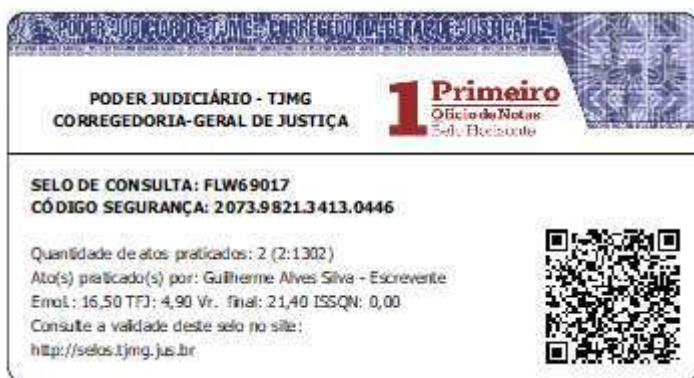 PODER JUDICIÁRIO - TJMG
CORREGEDORIA-GERAL DE JUSTIÇA
1 Primeiro
Ofício de Notas
Belo Horizonte
SELO DE CONSULTA: FLW69017
CÓDIGO SEGURANÇA: 2073.9821.3413.0446
Quantidade de atos praticados: 2 (2:1302)
Ato(s) praticado(s) por: Guilherme Alves Silva - Escrevente
Emol.: 16,50 TFJ: 4,90 Vr. final: 21,40 ISSQN: 0,00
Consulte a validade deste selo no site:
http://selos.tjmg.jus.br